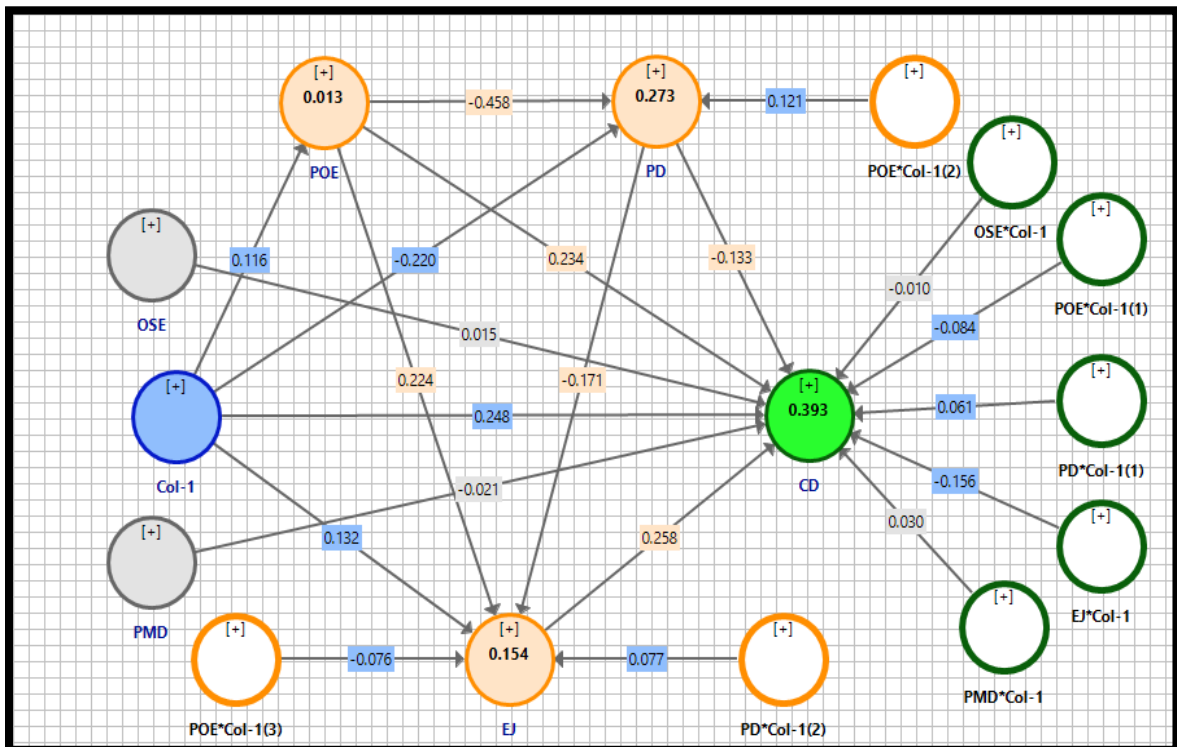 [+]
0.013
POE
-0.458
[+]
0.273
PD
0.121
[+]
POE*Col-1(2)
[+]
OSE*Col-1
[+]
POE*Col-1(1)
[+]
OSE
0.116
-0.220
0.234
-0.133
-0.010
-0.084
0.015
[+]
Col-1
0.224
-0.171
0.248
[+]
0.393
CD
0.061
[+]
PD*Col-1(1)
-0.021
-0.156
[+]
PMD
0.132
0.258
0.030
[+]
EJ*Col-1
[+]
PMD*Col-1
[+]
POE*Col-1(3)
-0.076
[+]
0.154
EJ
0.077
[+]
PD*Col-1(2)